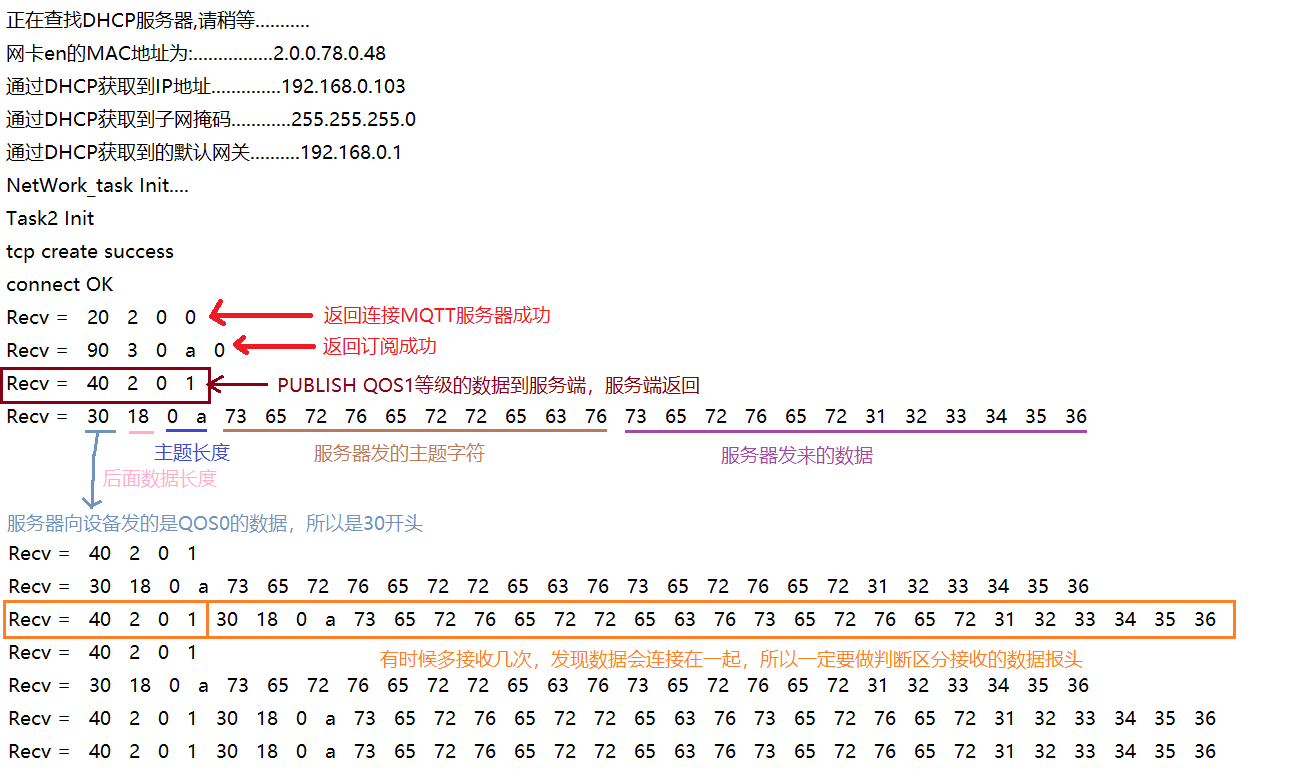 正在查找DHCP服务器,请稍等...........
网卡en的MAC地址为:................2.0.0.78.0.48
通过DHCP获取到IP地址..............192.168.0.103
通过DHCP获取到子网掩码............255.255.255.0
通过DHCP获取到的默认网关..........192.168.0.1
NetWork_task Init....
Task2 Init
tcp create success
connect OK
Recv = 20 2 0 0 返回连接MQTT服务器成功
Recv = 90 3 0 a 0 返回订阅成功
Recv = 40 2 0 1 PUBLISH QOS1等级的数据到服务端，服务端返回
Recv = 30 18 0 a 73 65 72 76 65 72 72 65 63 76 73 65 72 76 65 72 31 32 33 34 35 36
主题长度 服务器发的主题字符 服务器发来的数据
后面数据长度
服务器向设备发的是QOS0的数据，所以是30开头
Recv = 40 2 0 1
Recv = 30 18 0 a 73 65 72 76 65 72 72 65 63 76 73 65 72 76 65 72 31 32 33 34 35 36
Recv = 40 2 0 1 30 18 0 a 73 65 72 76 65 72 72 65 63 76 73 65 72 76 65 72 31 32 33 34 35 36
Recv = 40 2 0 1 有时候多接收几次，发现数据会连接在一起，所以一定要做判断区分接收的数据报头
Recv = 30 18 0 a 73 65 72 76 65 72 72 65 63 76 73 65 72 76 65 72 31 32 33 34 35 36
Recv = 40 2 0 1 30 18 0 a 73 65 72 76 65 72 72 65 63 76 73 65 72 76 65 72 31 32 33 34 35 36
Recv = 40 2 0 1 30 18 0 a 73 65 72 76 65 72 72 65 63 76 73 65 72 76 65 72 31 32 33 34 35 36